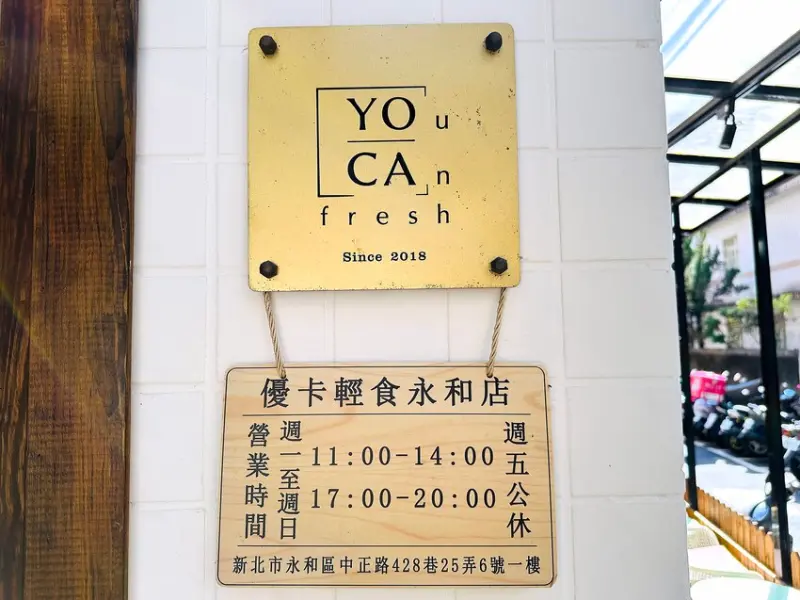 YOu
CAn
fresh
Since 2018
優卡輕食永和店
營業時間
週一至週日
11:00-14:00
17:00-20:00
週五公休
新北市永和區中正路428巷25弄6號一樓